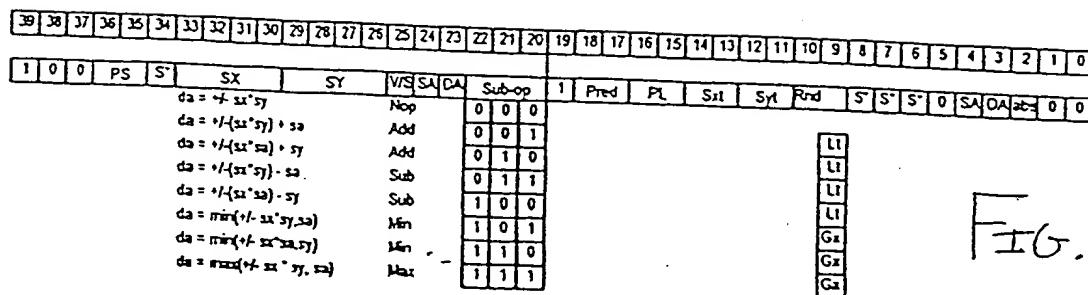 39 38 37 36 35 34 33 32 31 30 29 28 27 26 25 24 23 22 21 20 19 18 17 16 15 14 13 12 11 10 9 8 7 6 5 4 3 2 1 0
1 0 0 PS S- SX SY V/S SA DA Sub-op 1 Pred PL Sxt Syt Rnd S- S- S- 0 SA DA abs 0 0
da = +/- sx*sy Nop 0 0 0
da = +/-(sx*sy) + sa Add 0 0 1 Lt
da = +/-(sx*sa) + sy Add 0 1 0 Lt
da = +/-(sx*sy) - sa Sub 0 1 1 Lt
da = +/-(sx*sa) - sy Sub 1 0 0 Lt
da = min(+/- sx*sy,sa) Min 1 0 1 Gx
da = min(+/- sx*sa,sy) Min 1 1 0 Gx
da = max(+/- sx * sy, sa) Max 1 1 1 Gx
FIG.